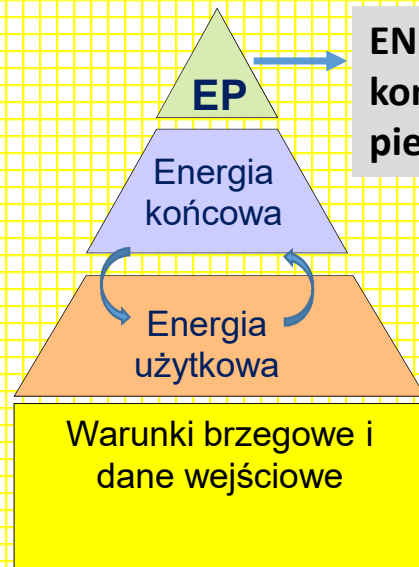 EP
Energia
końcowa
Energia
użytkowa
Warunki brzegowe i
dane wejściowe